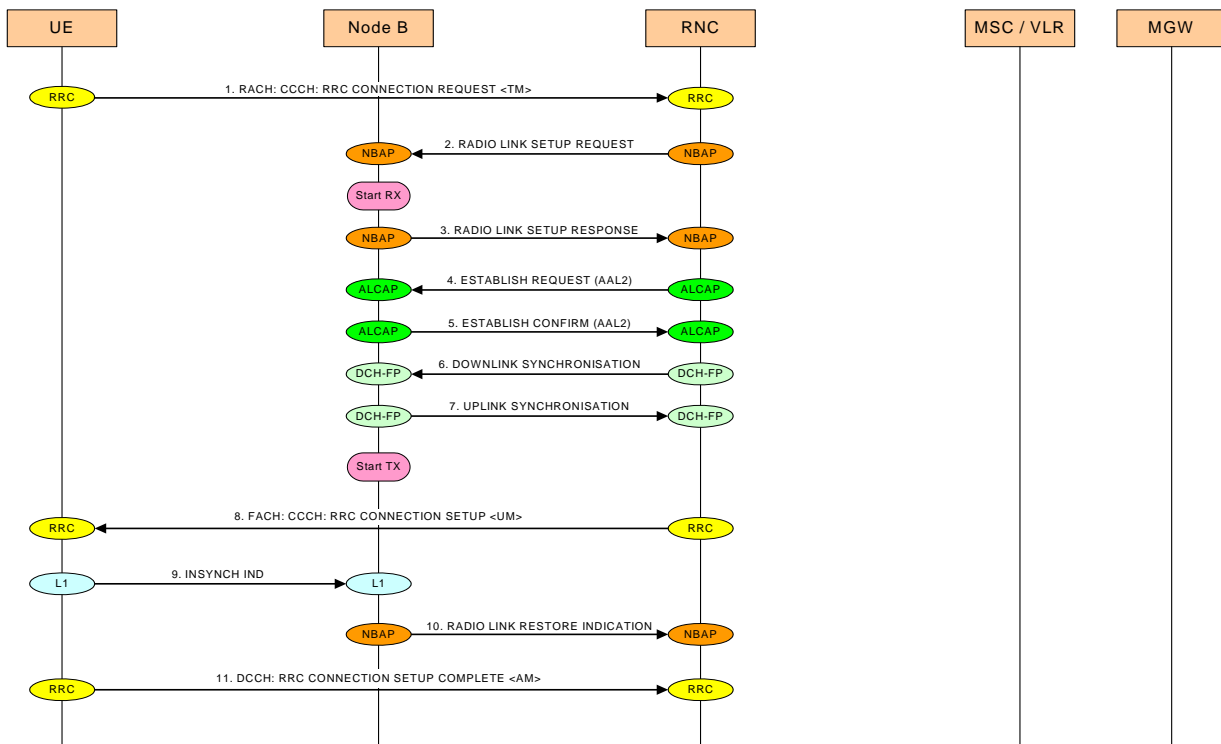 UE
Node B
RNC
MSC / VLR
MGW
1. RACH: CCCH: RRC CONNECTION REQUEST <TM>
RRC
RRC
2. RADIO LINK SETUP REQUEST
NBAP
NBAP
Start RX
3. RADIO LINK SETUP RESPONSE
NBAP
NBAP
4. ESTABLISH REQUEST (AAL2)
ALCAP
ALCAP
5. ESTABLISH CONFIRM (AAL2)
ALCAP
ALCAP
6. DOWNLINK SYNCHRONISATION
DCH-FP
DCH-FP
7. UPLINK SYNCHRONISATION
DCH-FP
DCH-FP
Start TX
8. FACH: CCCH: RRC CONNECTION SETUP <UM>
RRC
RRC
9. INSYNCH IND
L1
L1
10. RADIO LINK RESTORE INDICATION
NBAP
NBAP
11. DCCH: RRC CONNECTION SETUP COMPLETE <AM>
RRC
RRC